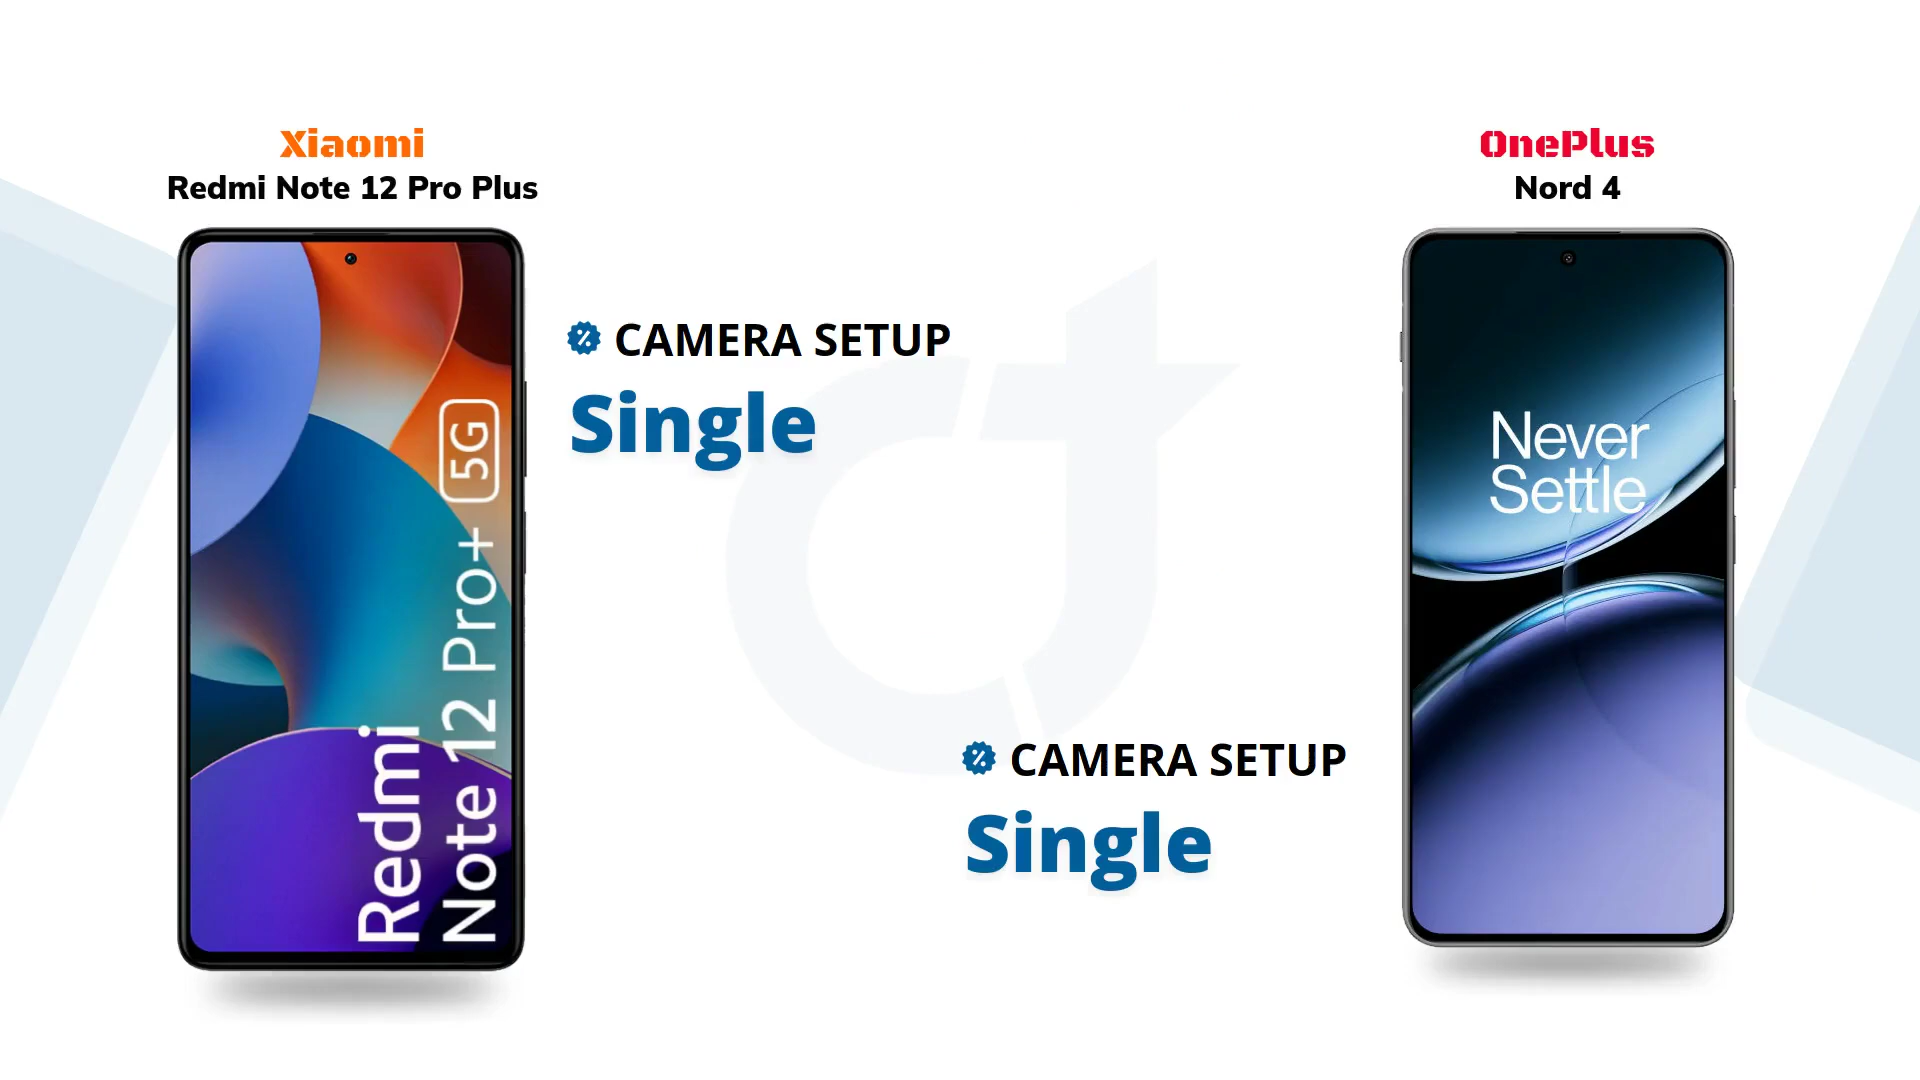 Xiaomi
Redmi Note 12 Pro Plus
OnePlus
Nord 4
CAMERA SETUP
Single
Redmi
Note 12 Pro+ 5G
Never
Settle
CAMERA SETUP
Single